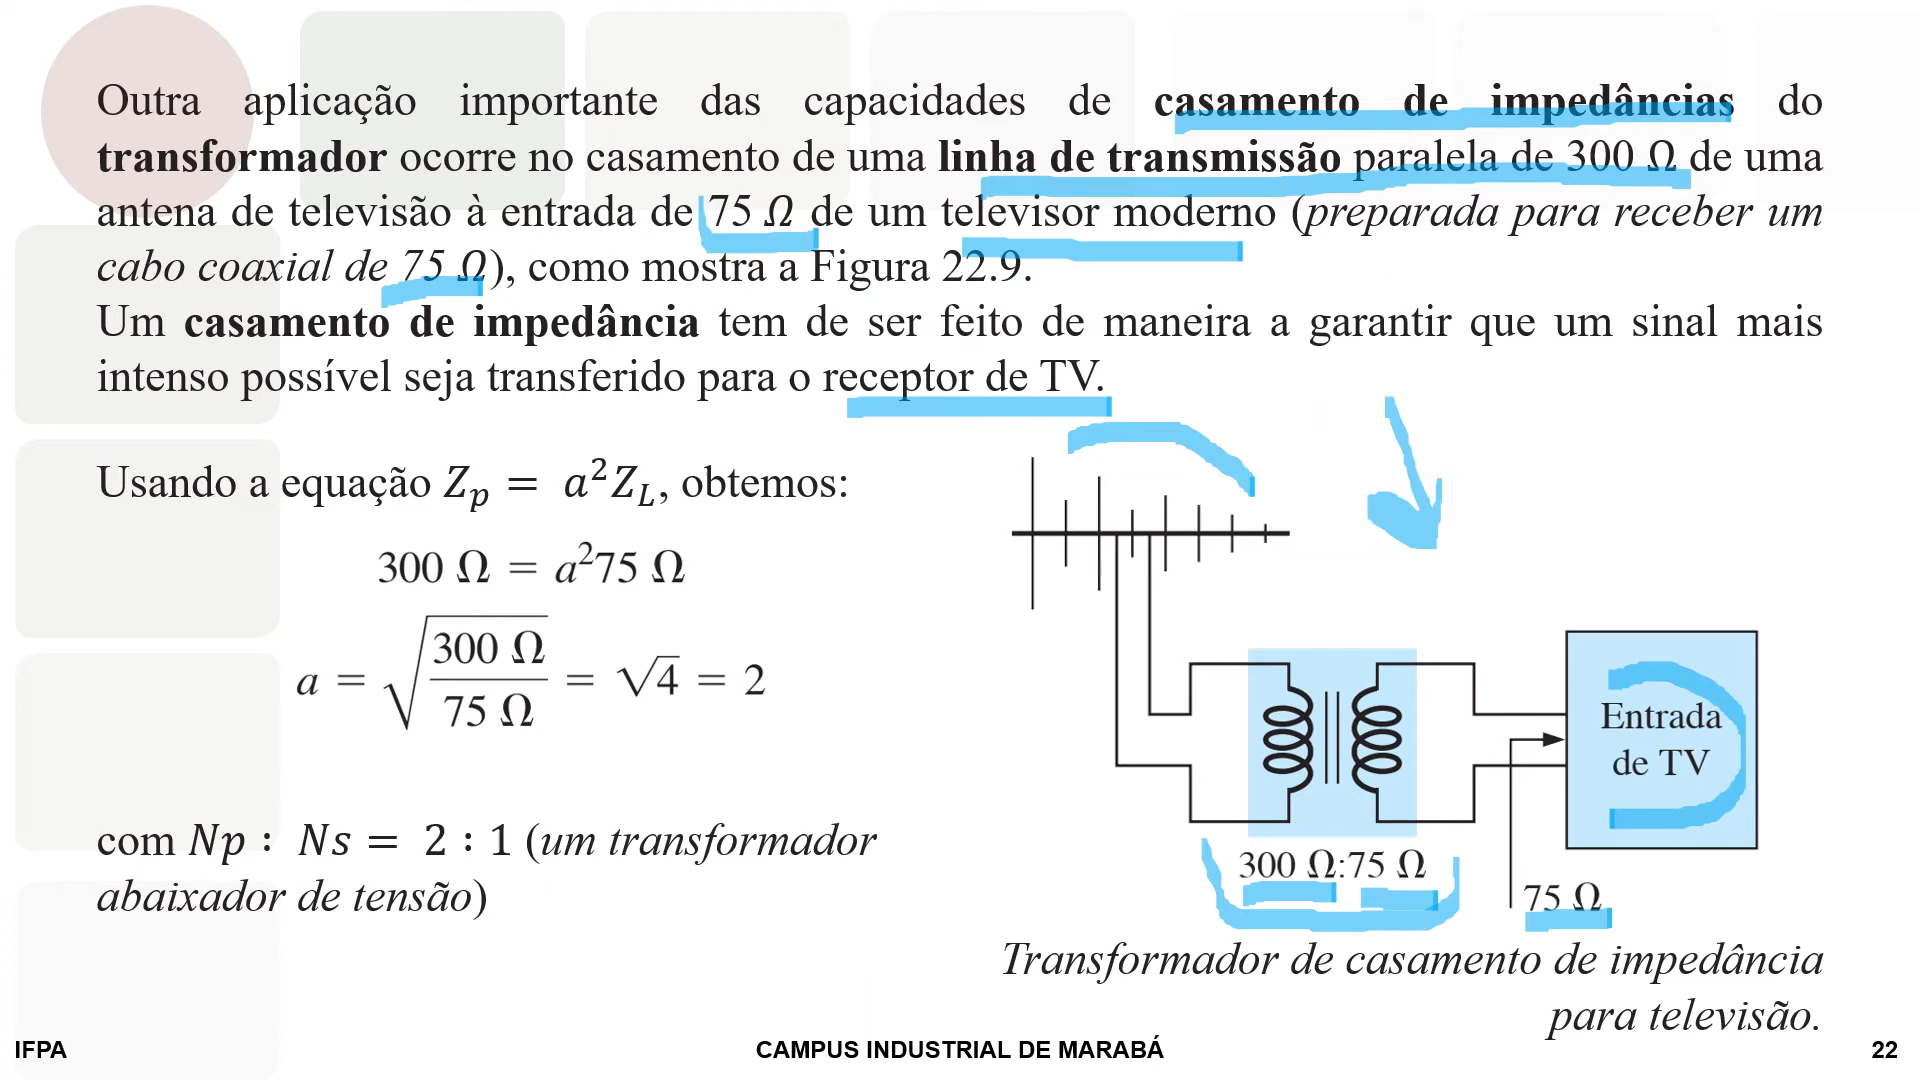 Outra aplicação importante das capacidades de casamento de impedâncias do
transformador ocorre no casamento de uma linha de transmissão paralela de 300 Ω de uma
antena de televisão à entrada de 75 Ω de um televisor moderno (preparada para receber um
cabo coaxial de 75 Ω), como mostra a Figura 22.9.
Um casamento de impedância tem de ser feito de maneira a garantir que um sinal mais
intenso possível seja transferido para o receptor de TV.
Usando a equação Zₚ = a²Z_L, obtemos:
300 Ω = a²75 Ω
a = √(300 Ω / 75 Ω) = √4 = 2
com Np : Ns = 2 : 1 (um transformador
abaixador de tensão)
Entrada
de TV
300 Ω:75 Ω
75 Ω
Transformador de casamento de impedância
para televisão.
IFPA
CAMPUS INDUSTRIAL DE MARABÁ
22